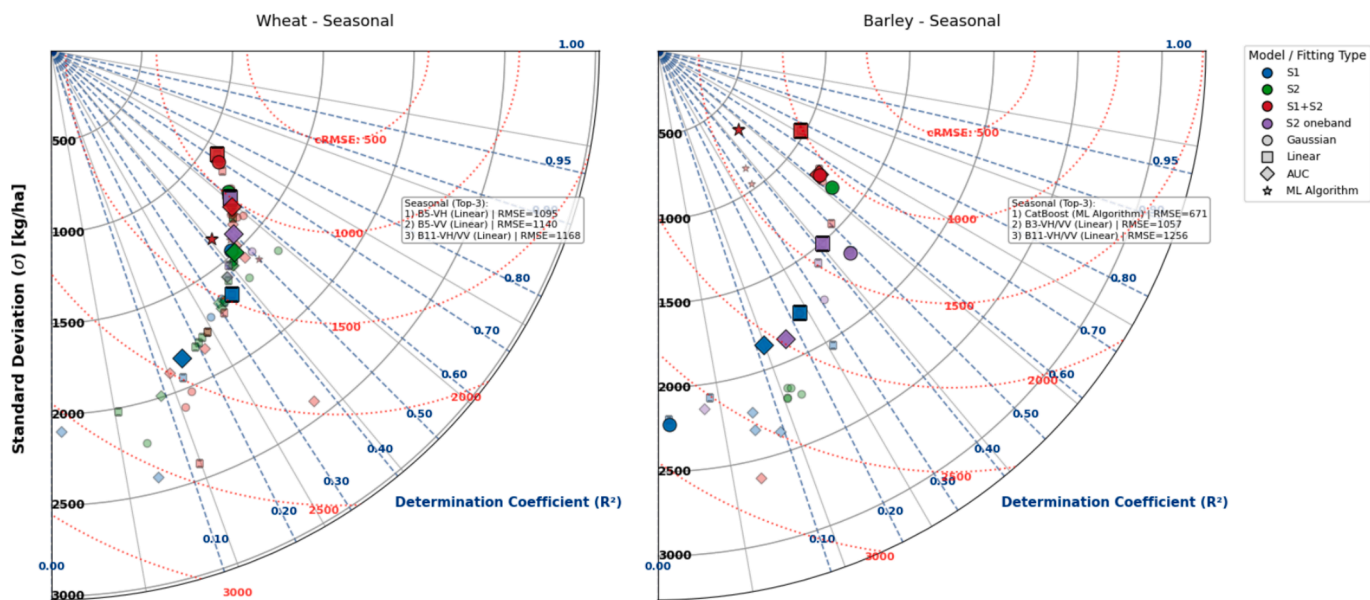 Wheat - Seasonal
1.00
500
cRMSE: 500
0.95
Seasonal (Top-3):
1) B5-VH (Linear) | RMSE=1095
2) B5-VV (Linear) | RMSE=1140
3) B11-VH/VV (Linear) | RMSE=1168
1000
1000
0.80
1500
1500
0.70
0.60
2000
2000
0.50
0.40
0.30
2500
2500
0.20
0.10
0.00
3000
3000
Standard Deviation (σ) [kg/ha]
Determination Coefficient (R²)
Barley - Seasonal
1.00
500
cRMSE: 500
0.95
Seasonal (Top-3):
1) CatBoost (ML Algorithm) | RMSE=671
2) B3-VH/VV (Linear) | RMSE=1057
3) B11-VH/VV (Linear) | RMSE=1256
1000
1000
0.80
1500
1500
0.70
0.60
2000
2000
0.50
0.40
2500
2500
0.30
0.20
0.10
3000
3000
0.00
Determination Coefficient (R²)
Model / Fitting Type
S1
S2
S1+S2
S2 oneband
Gaussian
Linear
AUC
ML Algorithm